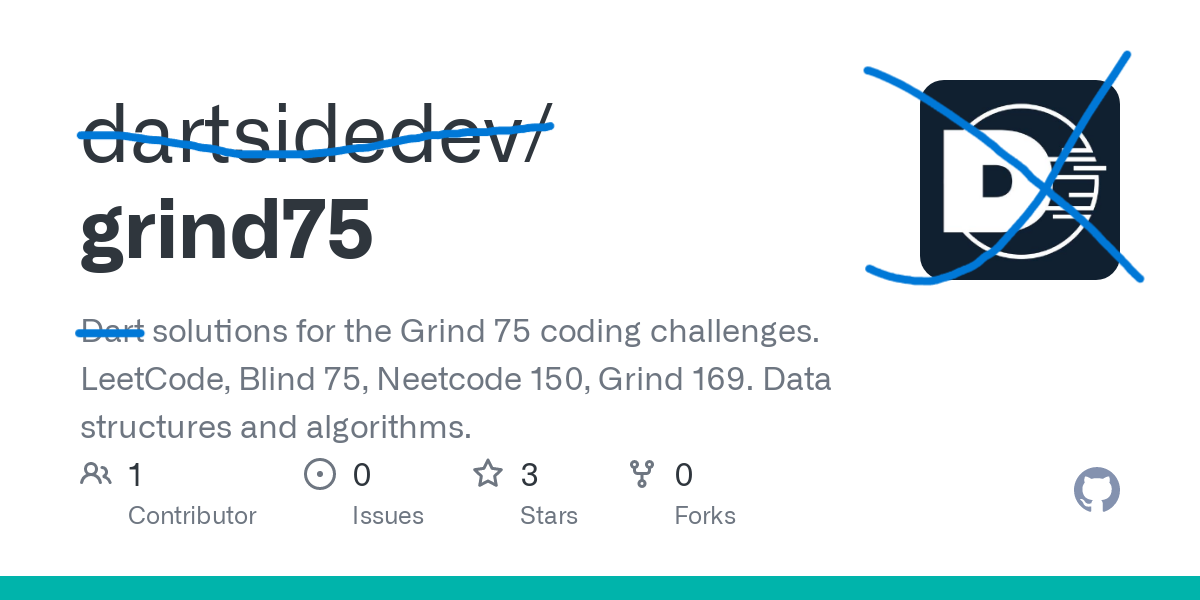 dartsidedev/
grind75
Dart solutions for the Grind 75 coding challenges.
LeetCode, Blind 75, Neetcode 150, Grind 169. Data
structures and algorithms.
1 0 3 0
Contributor Issues Stars Forks
D